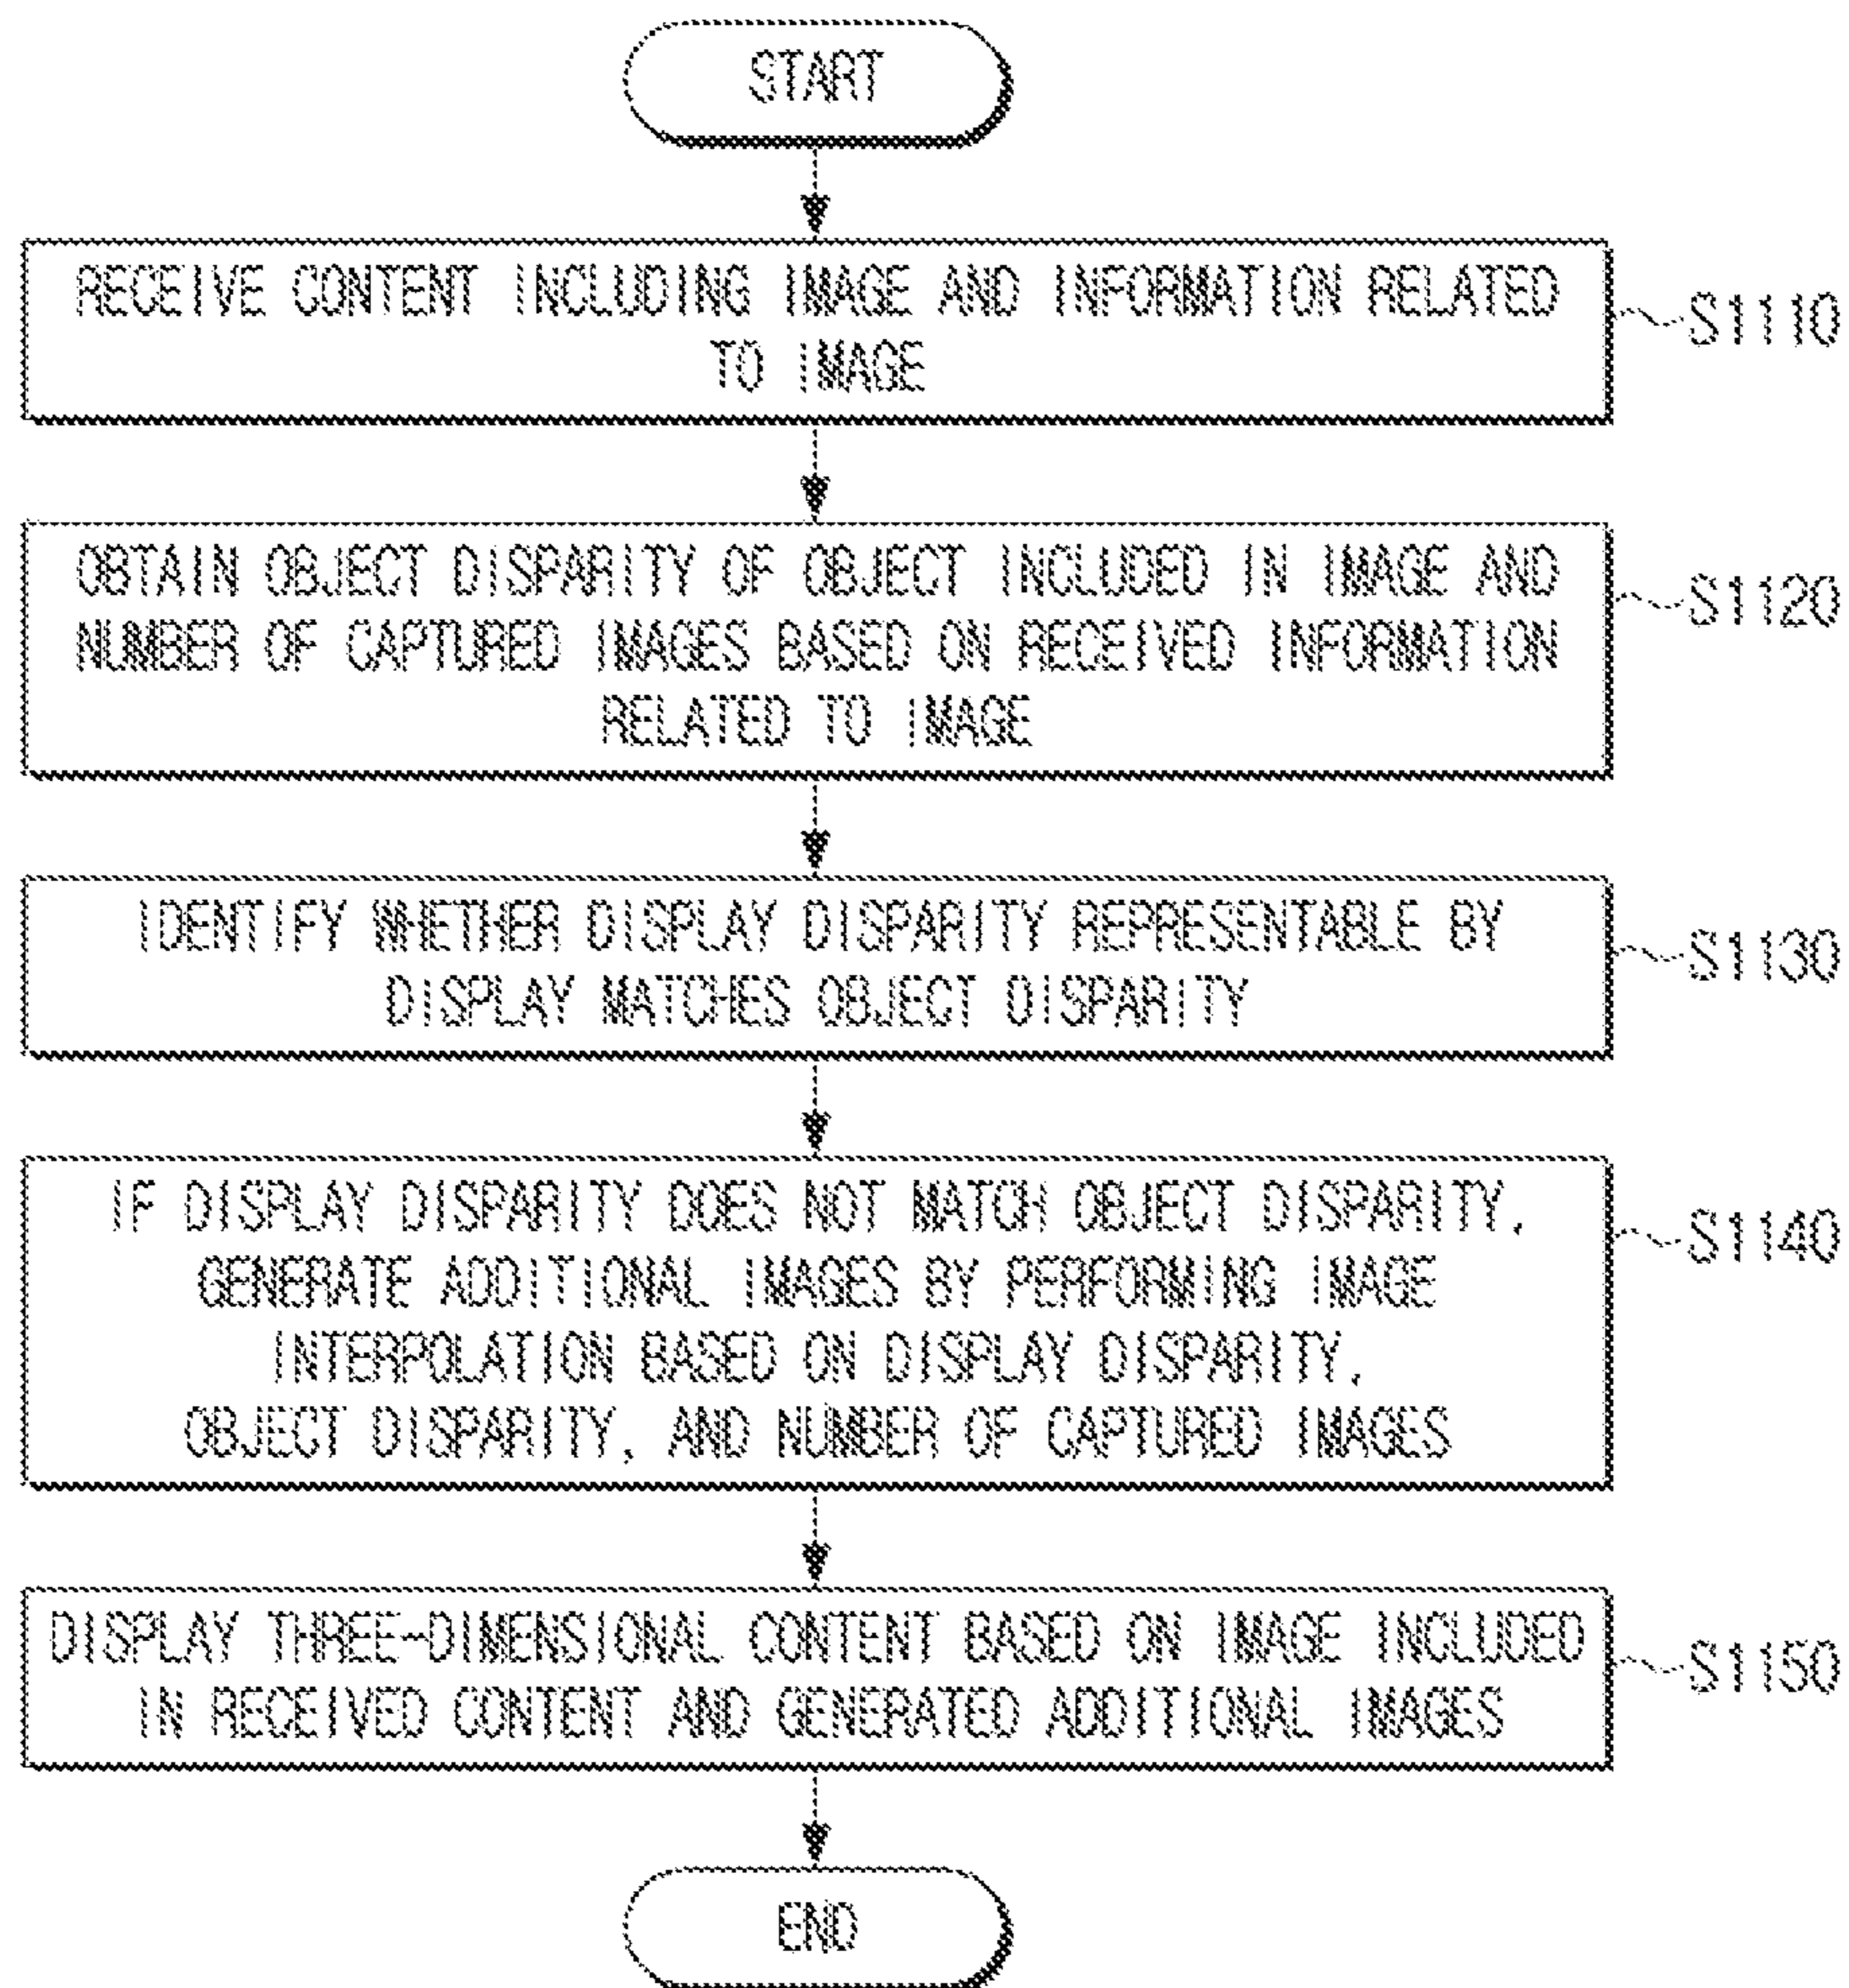 START
RECEIVE CONTENT INCLUDING IMAGE AND INFORMATION RELATED
TO IMAGE
S1110
OBTAIN OBJECT DISPARITY OF OBJECT INCLUDED IN IMAGE AND
NUMBER OF CAPTURED IMAGES BASED ON RECEIVED INFORMATION
RELATED TO IMAGE
S1120
IDENTIFY WHETHER DISPLAY DISPARITY REPRESENTABLE BY
DISPLAY MATCHES OBJECT DISPARITY
S1130
IF DISPLAY DISPARITY DOES NOT MATCH OBJECT DISPARITY,
GENERATE ADDITIONAL IMAGES BY PERFORMING IMAGE
INTERPOLATION BASED ON DISPLAY DISPARITY,
OBJECT DISPARITY, AND NUMBER OF CAPTURED IMAGES
S1140
DISPLAY THREE-DIMENSIONAL CONTENT BASED ON IMAGE INCLUDED
IN RECEIVED CONTENT AND GENERATED ADDITIONAL IMAGES
S1150
END